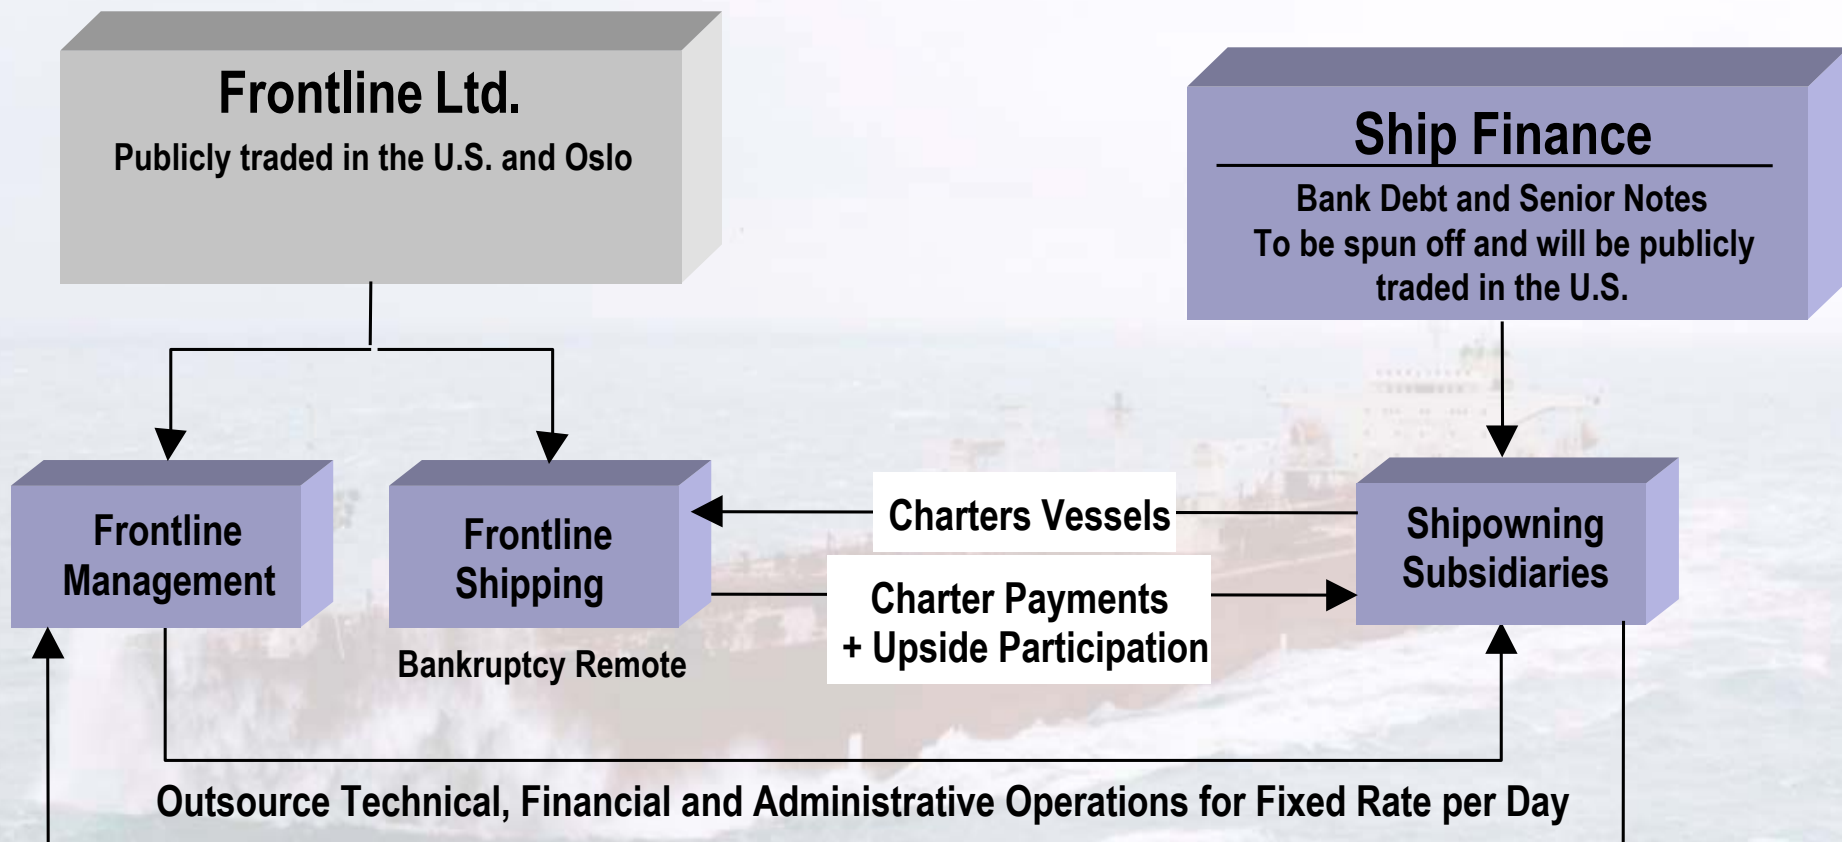 Frontline Ltd.
Publicly traded in the U.S. and Oslo
Ship Finance
Bank Debt and Senior Notes
To be spun off and will be publicly
traded in the U.S.
Frontline
Management
Frontline
Shipping
Bankruptcy Remote
Charters Vessels
Charter Payments
+ Upside Participation
Shipowning
Subsidiaries
Outsource Technical, Financial and Administrative Operations for Fixed Rate per Day